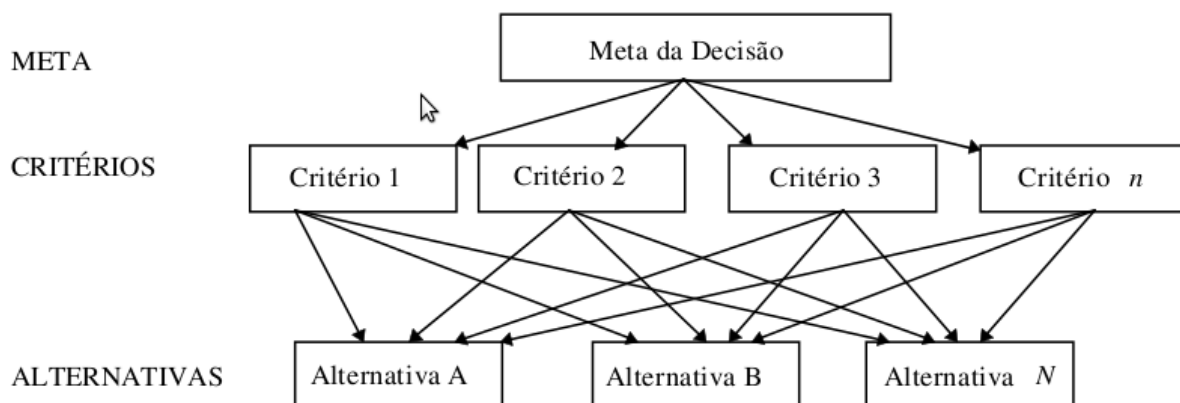 META
Meta da Decisão
CRITÉRIOS
Critério 1
Critério 2
Critério 3
Critério n
ALTERNATIVAS
Alternativa A
Alternativa B
Alternativa N